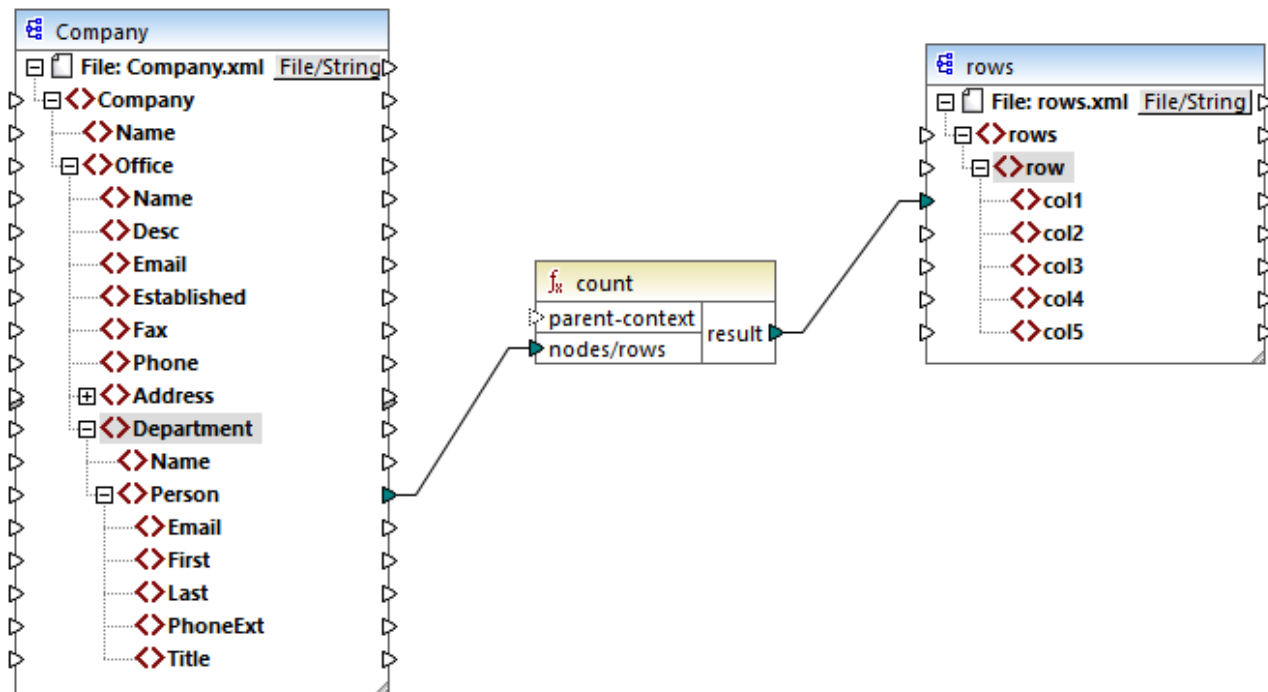 Company
File: Company.xml File/String
Company
Name
Office
Name
Desc
Email
Established
Fax
Phone
Address
Department
Name
Person
Email
First
Last
PhoneExt
Title
fx count
parent-context
nodes/rows
result
rows
File: rows.xml File/String
rows
row
col1
col2
col3
col4
col5